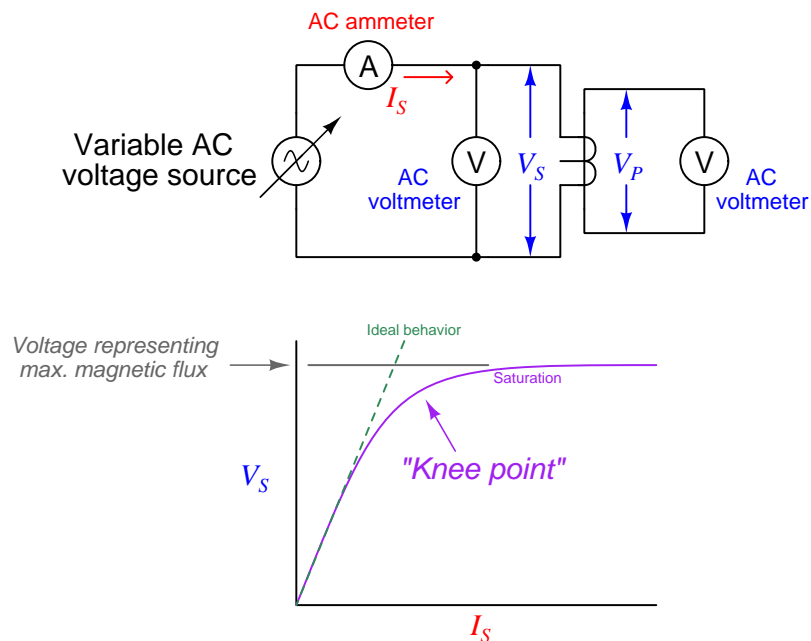 AC ammeter
A
I_S
Variable AC
voltage source
V
AC
voltmeter
V_S
V_P
V
AC
voltmeter
Ideal behavior
Voltage representing
max. magnetic flux
Saturation
"Knee point"
V_S
I_S